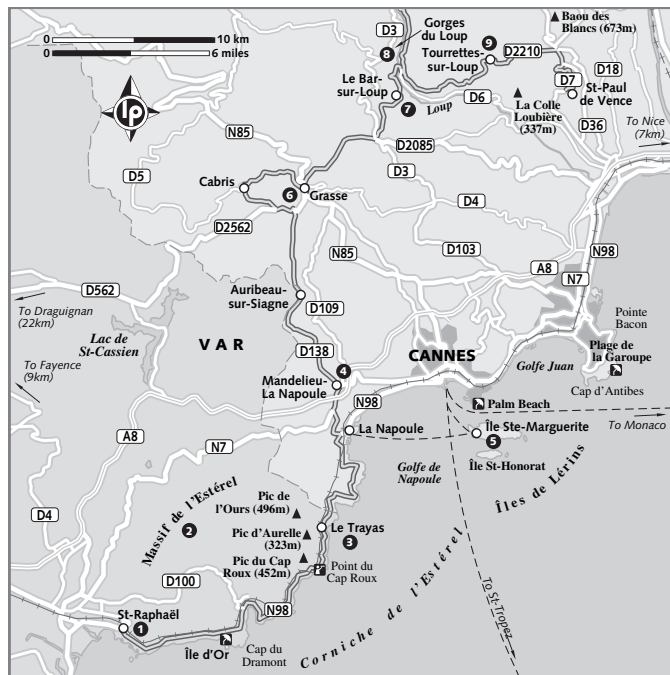 0 10 km
0 6 miles
lp
D3
Gorges
du Loup
8
9
Tourrettes-
sur-Loup
D2210
Baou des
Blancs (673m)
D7
D18
St-Paul
de Vence
Le Bar-
sur-Loup
7
Loup
D6
La Colle
Loubière
(337m)
D36
To Nice
(7km)
N85
D2085
D3
D5
Cabris
6
Grasse
D4
D2562
N85
D103
N98
A8
N7
D562
To Draguignan
(22km)
Auribeau-
sur-Siagne
D109
Lac de
St-Cassien
VAR
D138
CANNES
Pointe
Bacon
Golfe Juan
Plage de
la Garoupe
To Fayence
(9km)
4
Mandelieu-
La Napoule
Cap d'Antibes
N98
Palm Beach
La Napoule
Île Ste-Marguerite
5
To Monaco
A8
N7
Golfe de
Napoule
Île St-Honorat
Îles de Lérins
D4
Massif de l'Estérel
2
Pic de
l'Ours (496m)
Le Trayas
3
Pic d'Aurelle
(323m)
Pic du Cap
Roux (452m)
Point du
Cap Roux
D100
N98
St-Raphaël
1
Île d'Or
Cap du
Dramont
Corniche de l'Estérel
To St-Tropez